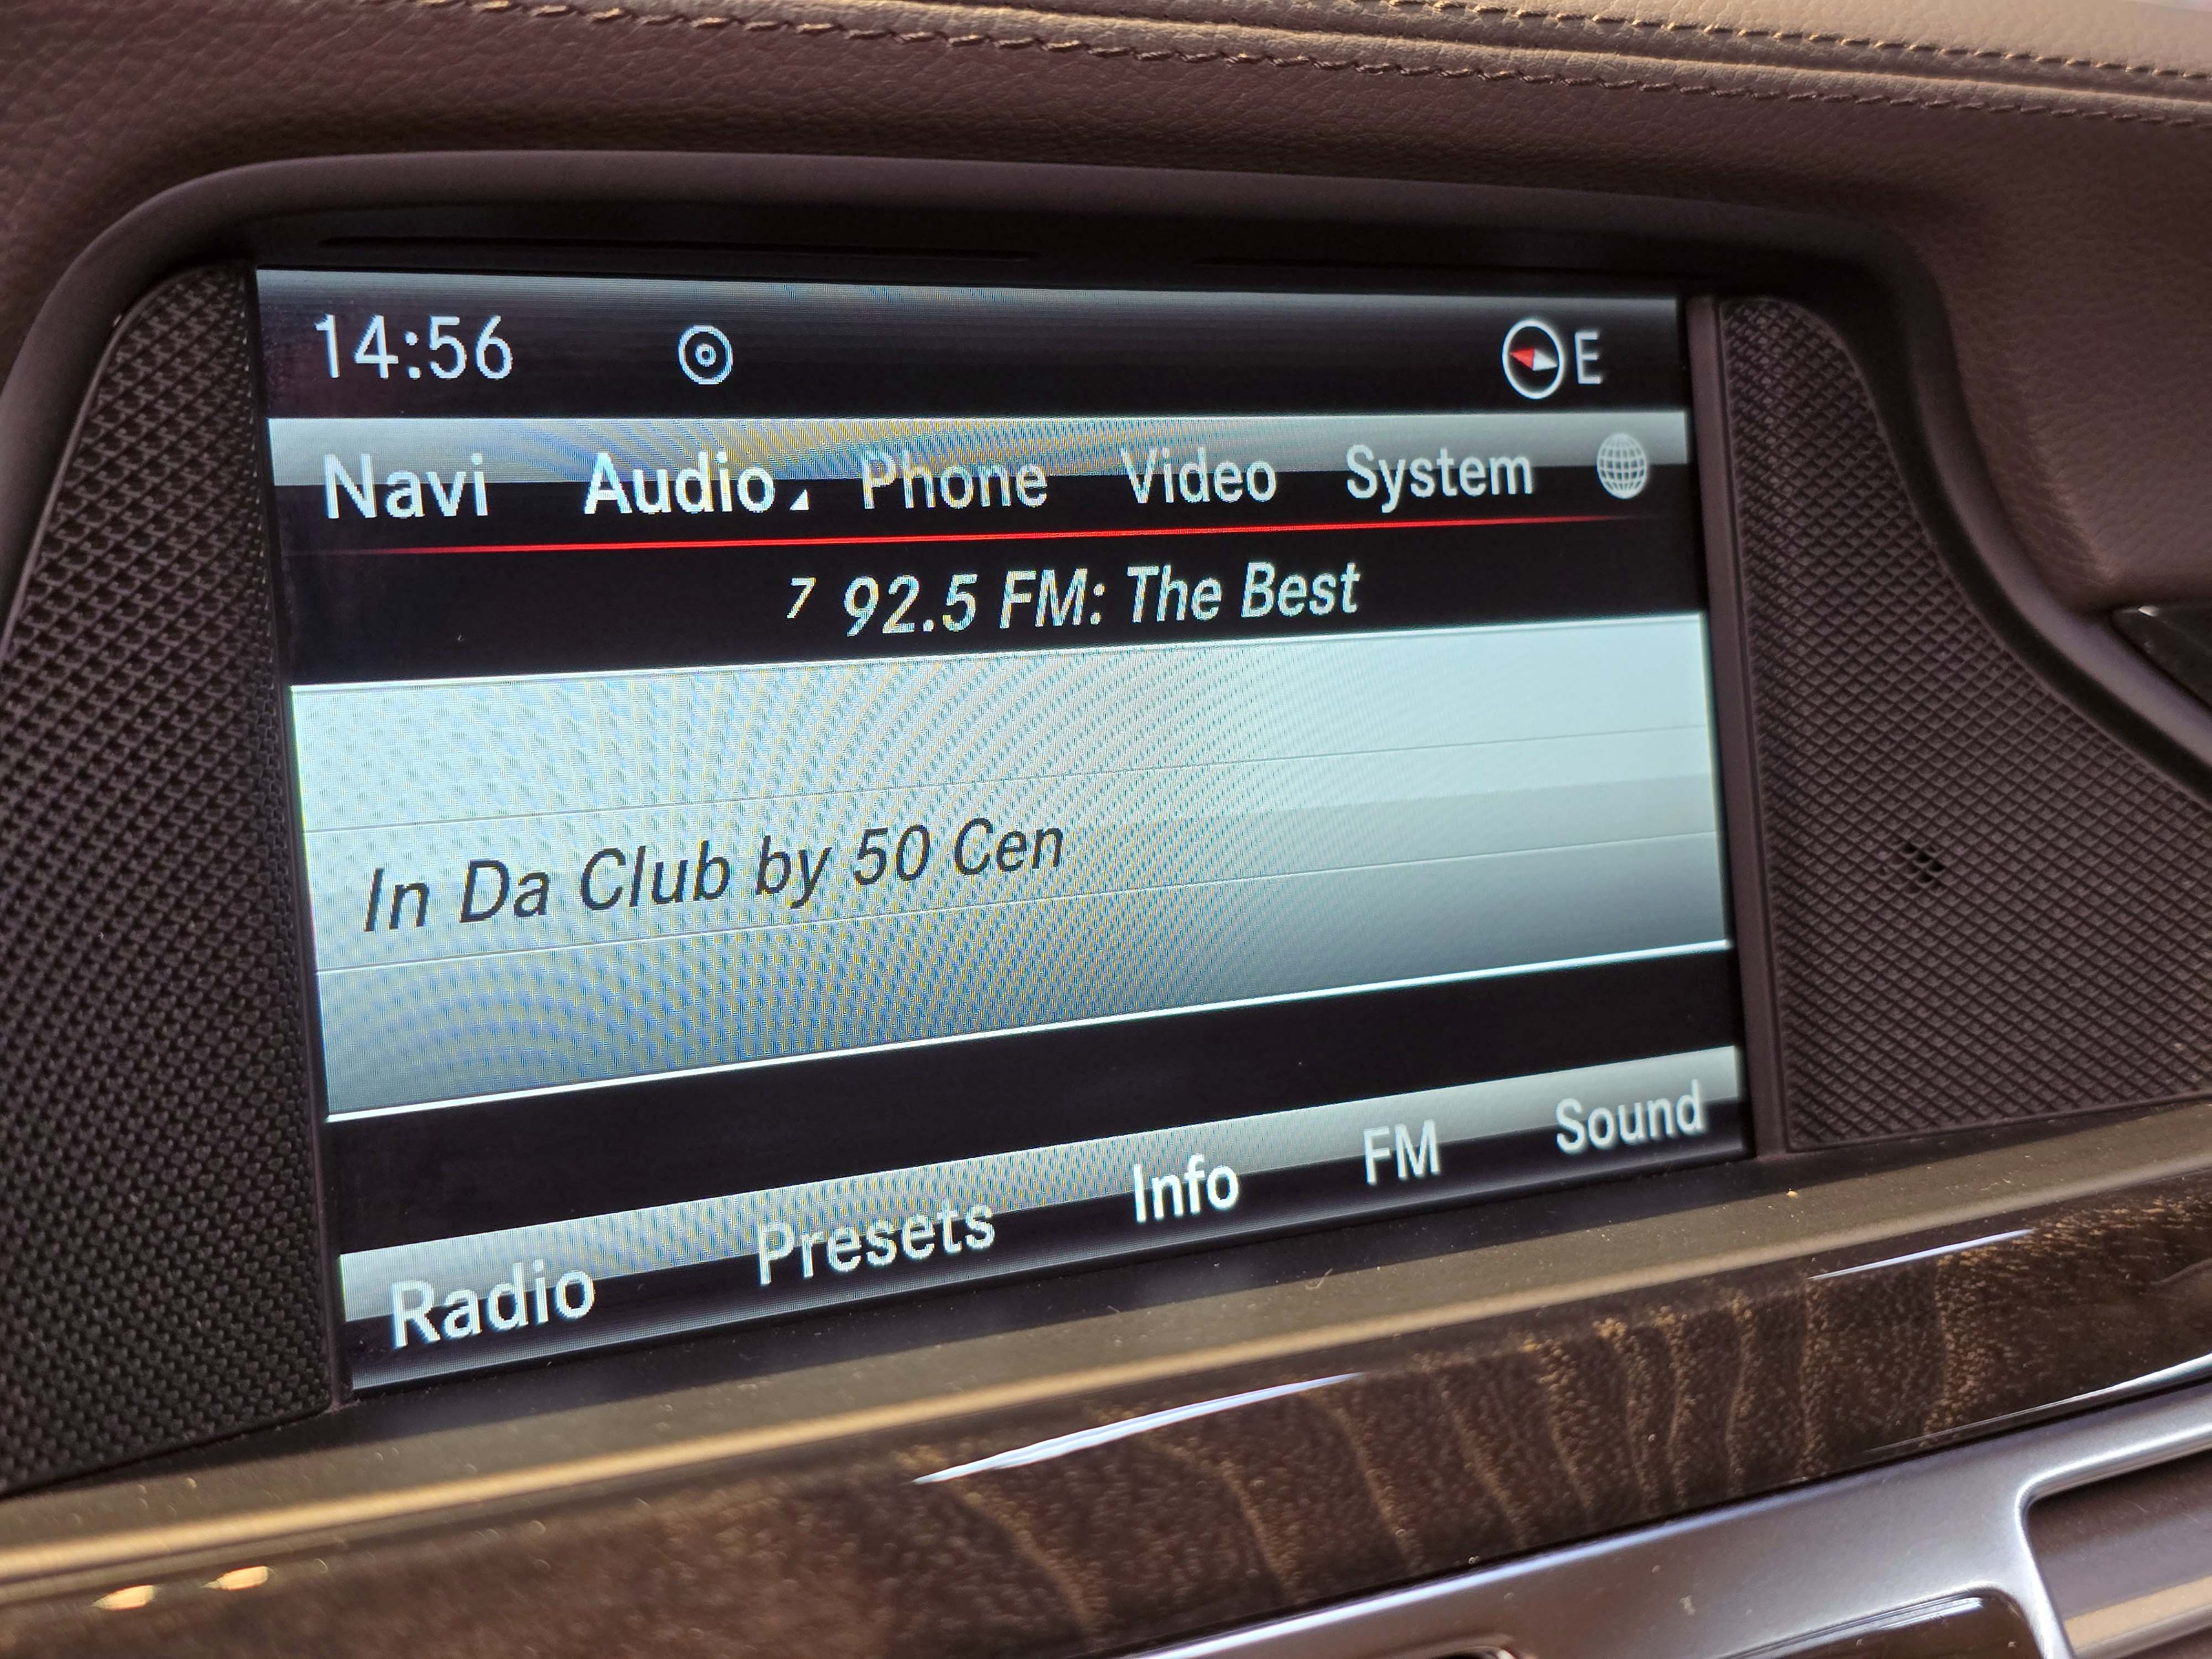 14:56 E
Navi Audio Phone Video System
7 92.5 FM: The Best
In Da Club by 50 Cen
Radio Presets Info FM Sound